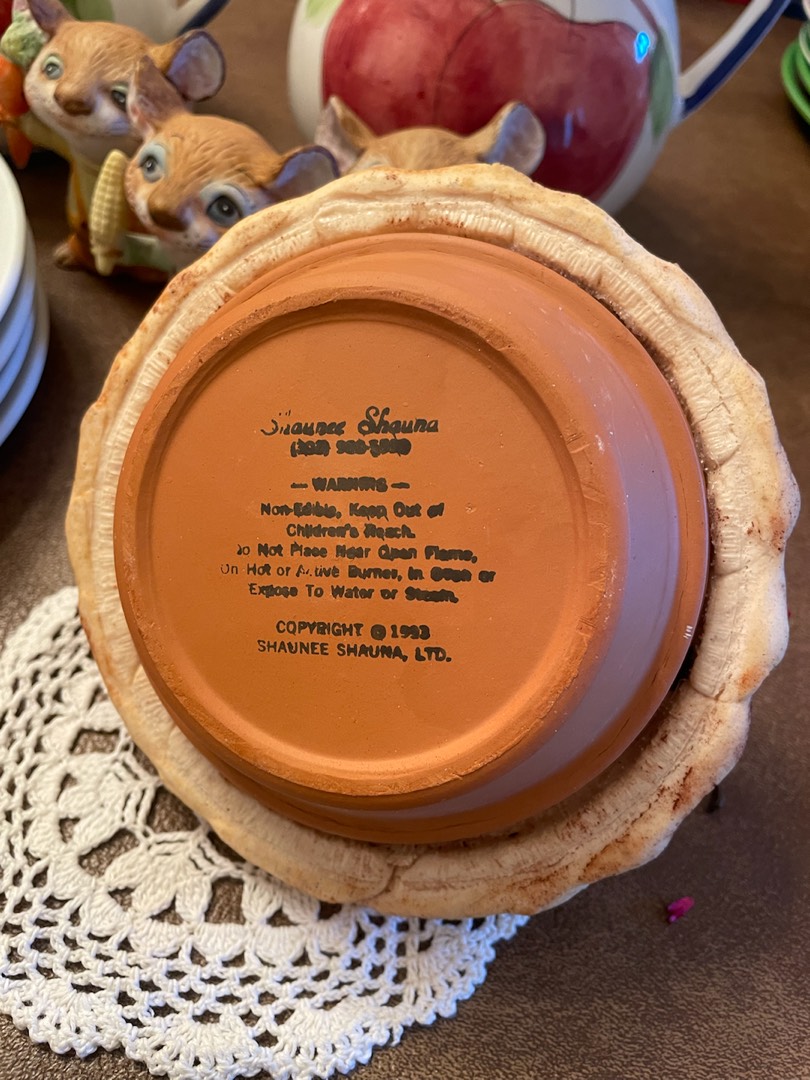 Shaunee Shauna
— WARNING —
Non-Edible, Keep Out of
Children's Reach.
Do Not Place Near Open Flame,
On Hot or Active Burner, In Oven or
Expose To Water or Steam.
COPYRIGHT © 1993
SHAUNEE SHAUNA, LTD.